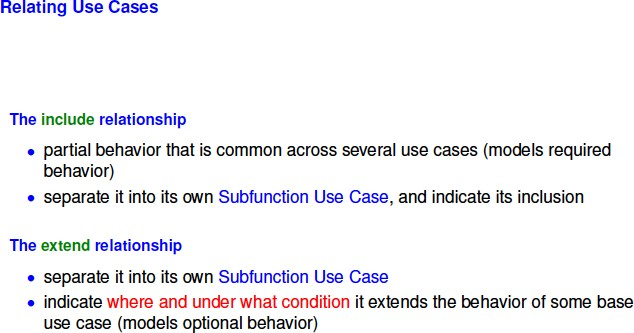 Relating Use Cases
The include relationship
• partial behavior that is common across several use cases (models required
behavior)
• separate it into its own Subfunction Use Case, and indicate its inclusion
The extend relationship
• separate it into its own Subfunction Use Case
• indicate where and under what condition it extends the behavior of some base
use case (models optional behavior)